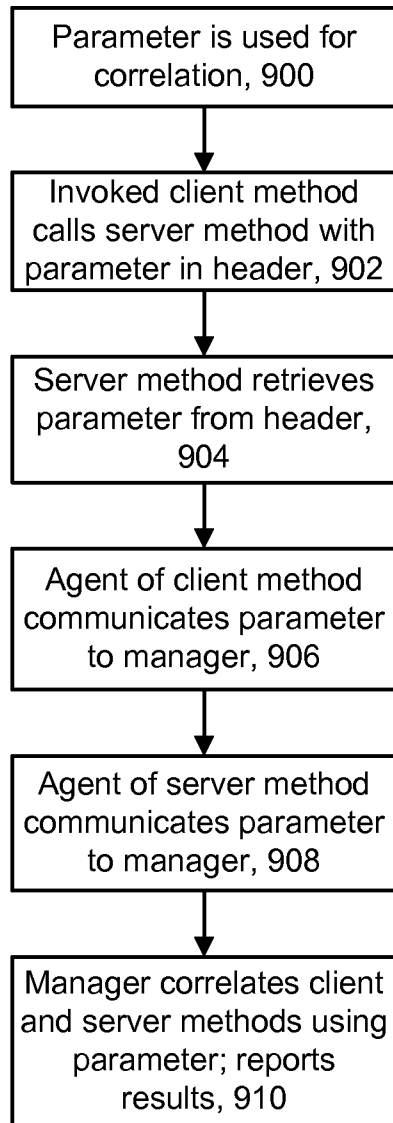 Parameter is used for
correlation, 900
Invoked client method
calls server method with
parameter in header, 902
Server method retrieves
parameter from header,
904
Agent of client method
communicates parameter
to manager, 906
Agent of server method
communicates parameter
to manager, 908
Manager correlates client
and server methods using
parameter; reports
results, 910